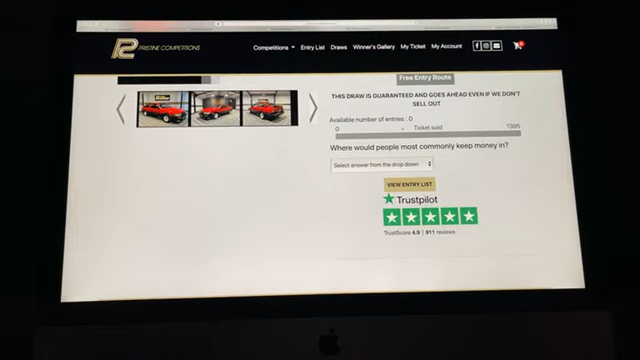 PRISTINE COMPETITIONS
Competitions Entry List Draws Winner's Gallery My Ticket My Account
Free Entry Route
THIS DRAW IS GUARANTEED AND GOES AHEAD EVEN IF WE DON'T
SELL OUT
Available number of entries : 0
0 Ticket sold 1395
Where would people most commonly keep money in?
Select answer from the drop down
VIEW ENTRY LIST
Trustpilot
TrustScore 4.9 | 911 reviews